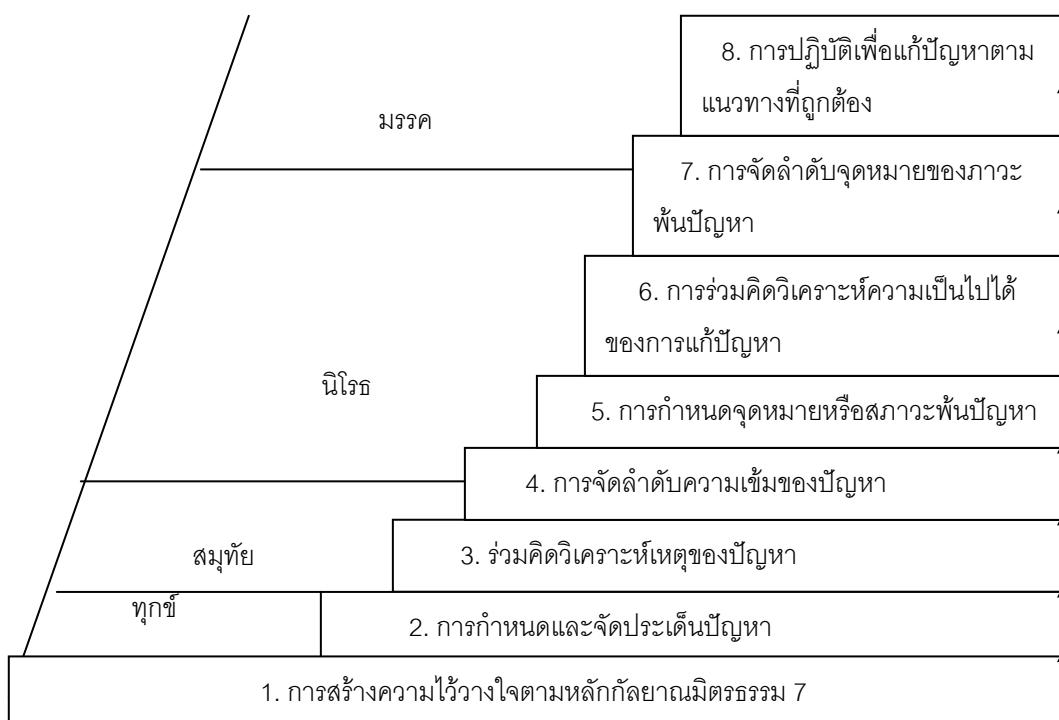 8. การปฏิบัติเพื่อแก้ปัญหาตาม
แนวทางที่ถูกต้อง
มรรค
7. การจัดลำดับจุดหมายของภาวะ
พ้นปัญหา
6. การร่วมคิดวิเคราะห์ความเป็นไปได้
ของการแก้ปัญหา
นิโรธ
5. การกำหนดจุดหมายหรือสภาวะพ้นปัญหา
4. การจัดลำดับความเข้มของปัญหา
สมุทัย
3. ร่วมคิดวิเคราะห์เหตุของปัญหา
ทุกข์
2. การกำหนดและจัดประเด็นปัญหา
1. การสร้างความไว้วางใจตามหลักกัลยาณมิตรธรรม 7